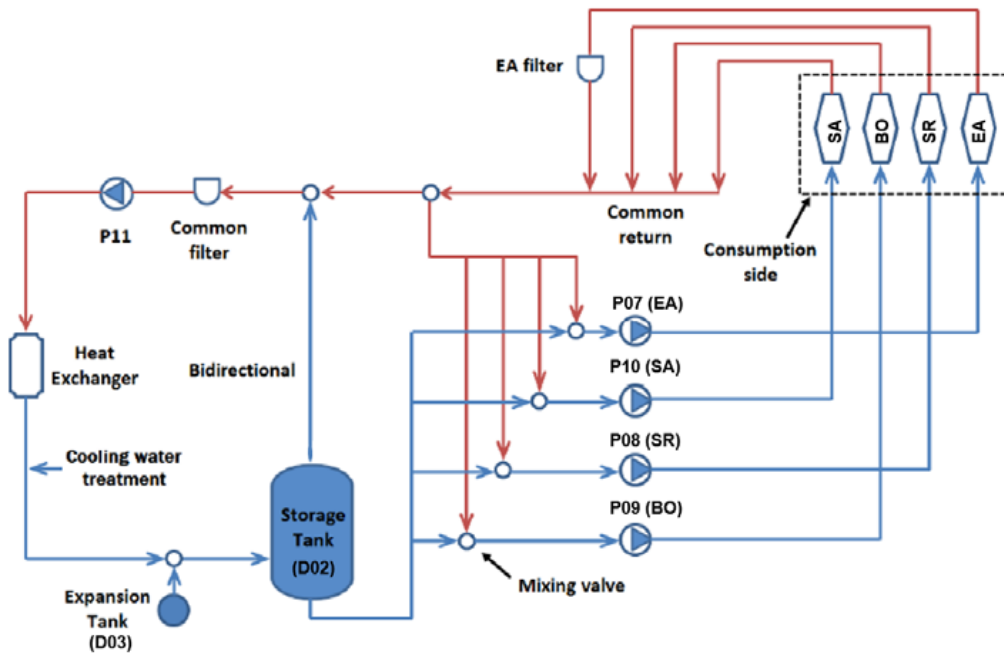 EA filter
SA
BO
SR
EA
P11
Common
filter
Common
return
Consumption
side
P07 (EA)
Heat
Exchanger
Bidirectional
P10 (SA)
Cooling water
treatment
P08 (SR)
Storage
Tank
(D02)
P09 (BO)
Mixing valve
Expansion
Tank
(D03)